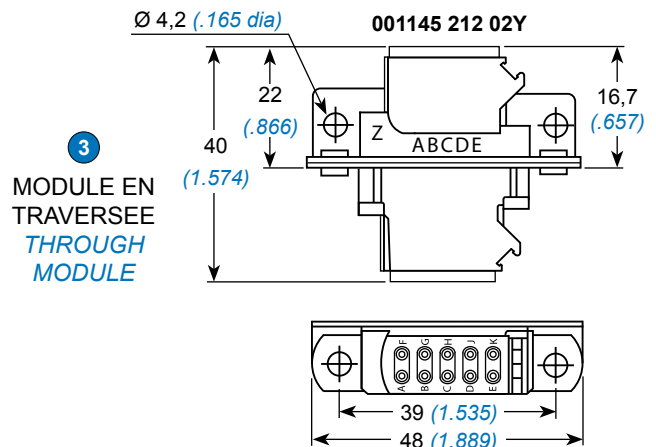 Ø 4,2 (.165 dia)
001145 212 02Y
22
(.866)
40
(1.574)
16,7
(.657)
Z
ABCDE
3
MODULE EN
TRAVERSEE
THROUGH
MODULE
F G H J K
A B C D E
39 (1.535)
48 (1.889)